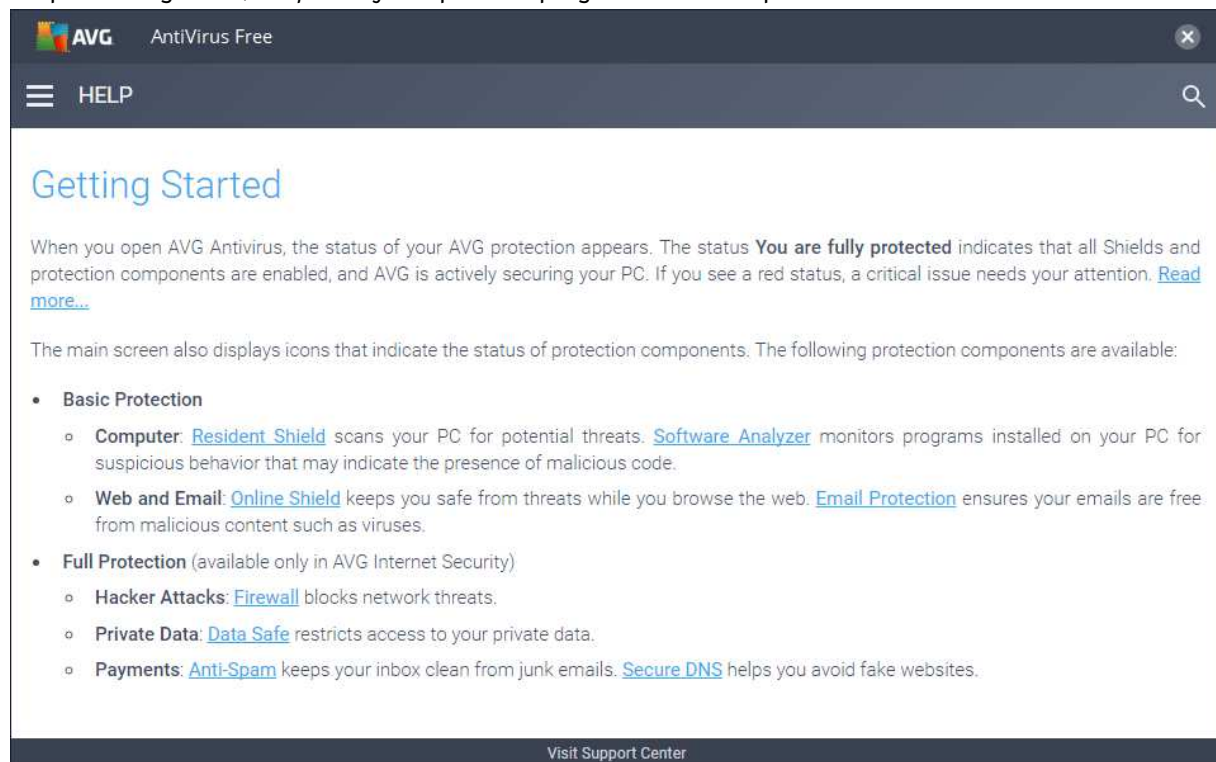 AVG AntiVirus Free
HELP
Getting Started
When you open AVG Antivirus, the status of your AVG protection appears. The status You are fully protected indicates that all Shields and
protection components are enabled, and AVG is actively securing your PC. If you see a red status, a critical issue needs your attention. Read
more...
The main screen also displays icons that indicate the status of protection components. The following protection components are available:
• Basic Protection
◦ Computer: Resident Shield scans your PC for potential threats. Software Analyzer monitors programs installed on your PC for
suspicious behavior that may indicate the presence of malicious code.
◦ Web and Email: Online Shield keeps you safe from threats while you browse the web. Email Protection ensures your emails are free
from malicious content such as viruses.
• Full Protection (available only in AVG Internet Security)
◦ Hacker Attacks: Firewall blocks network threats.
◦ Private Data: Data Safe restricts access to your private data.
◦ Payments: Anti-Spam keeps your inbox clean from junk emails. Secure DNS helps you avoid fake websites.
Visit Support Center